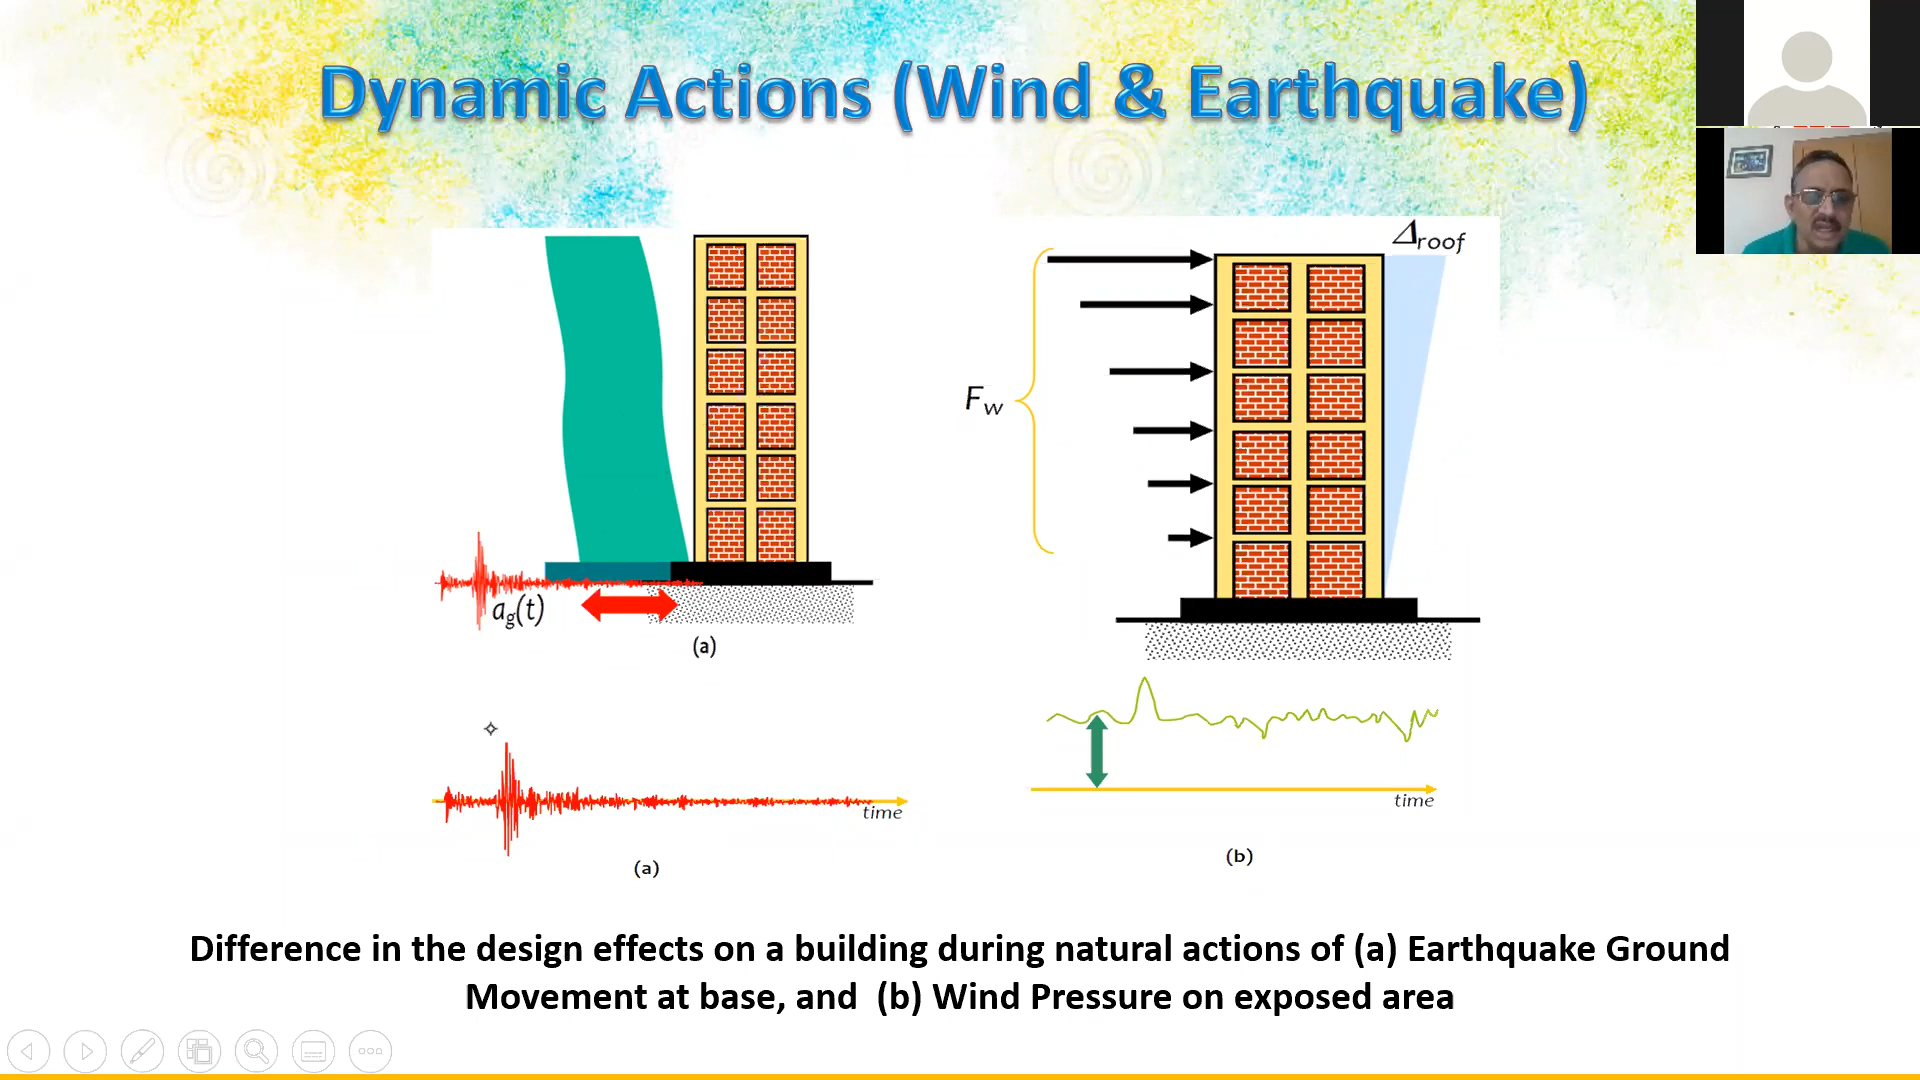 Dynamic Actions (Wind & Earthquake)
Δroof
Fw
ag(t)
(a)
time
time
(a)
(b)
Difference in the design effects on a building during natural actions of (a) Earthquake Ground
Movement at base, and (b) Wind Pressure on exposed area